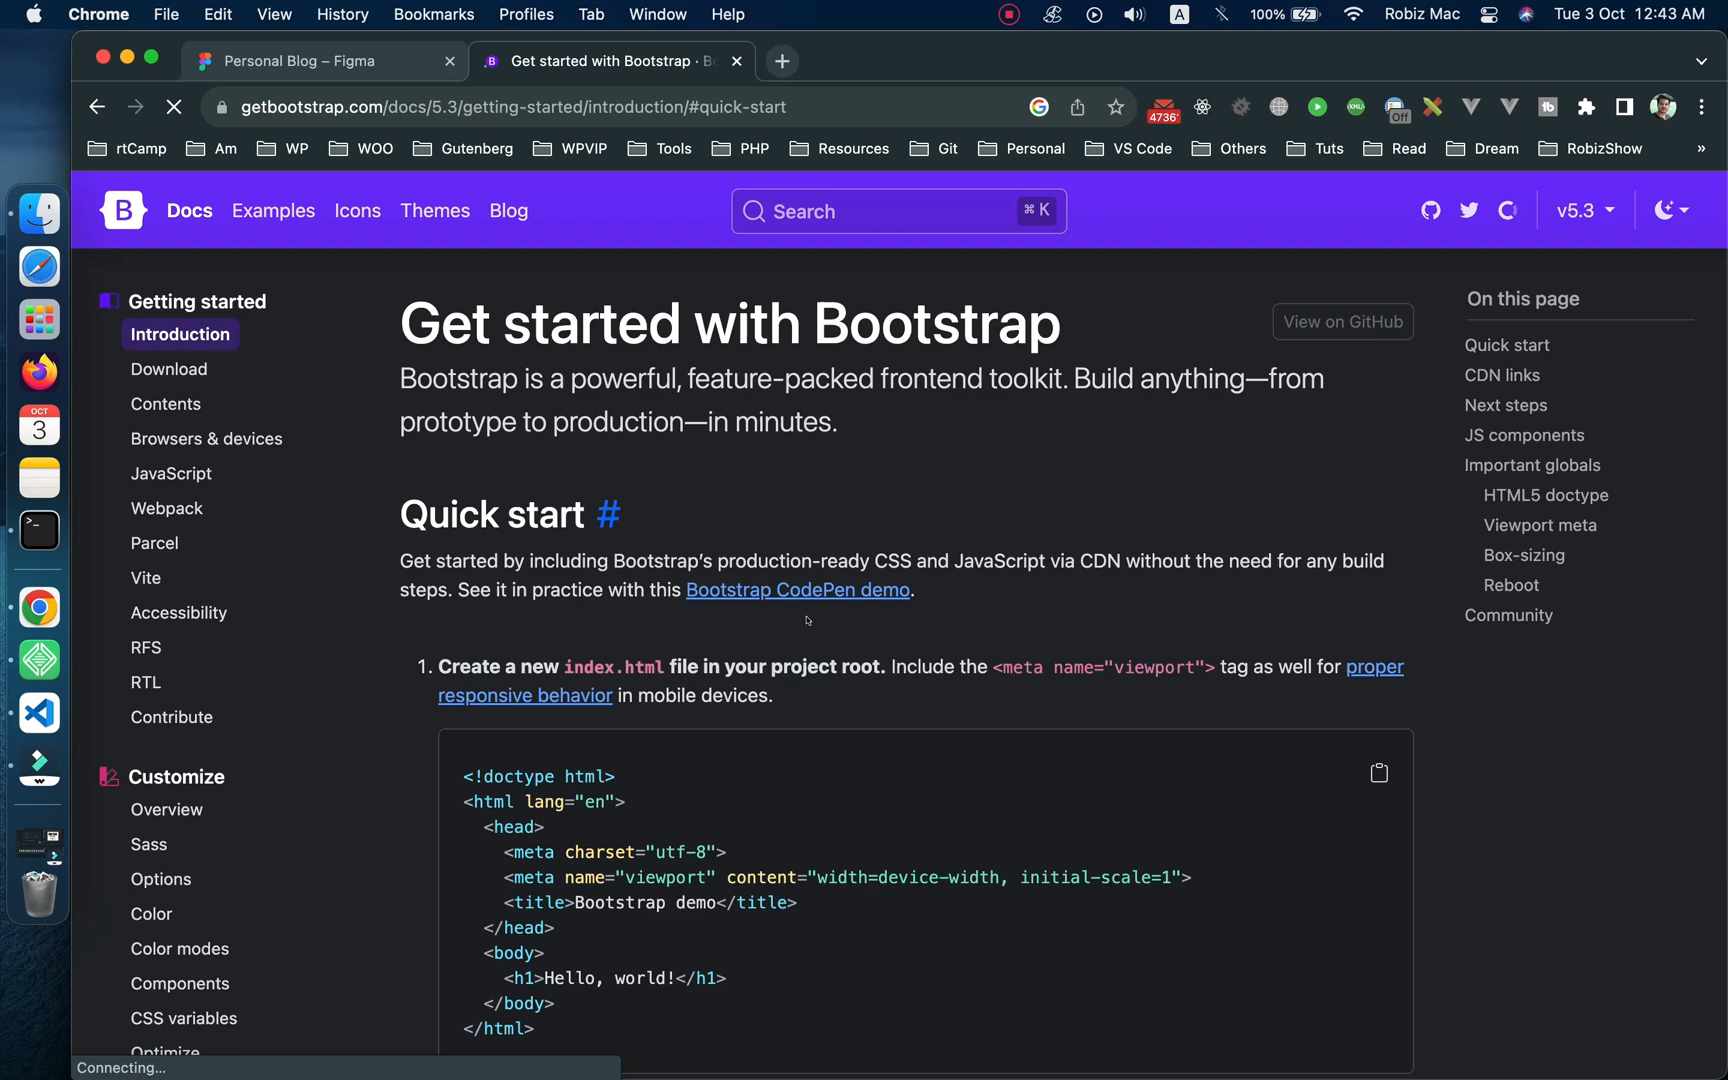 Chrome File Edit View History Bookmarks Profiles Tab Window Help A 100% Robiz Mac Tue 3 Oct 12:43 AM
Personal Blog – Figma
Get started with Bootstrap · B
getbootstrap.com/docs/5.3/getting-started/introduction/#quick-start
4736
Off
XML
tb
rtCamp Am WP WOO Gutenberg WPVIP Tools PHP Resources Git Personal VS Code Others Tuts Read Dream RobizShow »
B Docs Examples Icons Themes Blog
Search ⌘ K
v5.3
OCT
3
Getting started
Introduction
Download
Contents
Browsers & devices
JavaScript
Webpack
Parcel
Vite
Accessibility
RFS
RTL
Contribute
Customize
Overview
Sass
Options
Color
Color modes
Components
CSS variables
Optimize
Get started with Bootstrap
View on GitHub
Bootstrap is a powerful, feature-packed frontend toolkit. Build anything—from
prototype to production—in minutes.
Quick start #
Get started by including Bootstrap’s production-ready CSS and JavaScript via CDN without the need for any build
steps. See it in practice with this Bootstrap CodePen demo.
1. Create a new index.html file in your project root. Include the <meta name="viewport"> tag as well for proper
responsive behavior in mobile devices.
<!doctype html>
<html lang="en">
<head>
<meta charset="utf-8">
<meta name="viewport" content="width=device-width, initial-scale=1">
<title>Bootstrap demo</title>
</head>
<body>
<h1>Hello, world!</h1>
</body>
</html>
On this page
Quick start
CDN links
Next steps
JS components
Important globals
HTML5 doctype
Viewport meta
Box-sizing
Reboot
Community
Connecting...